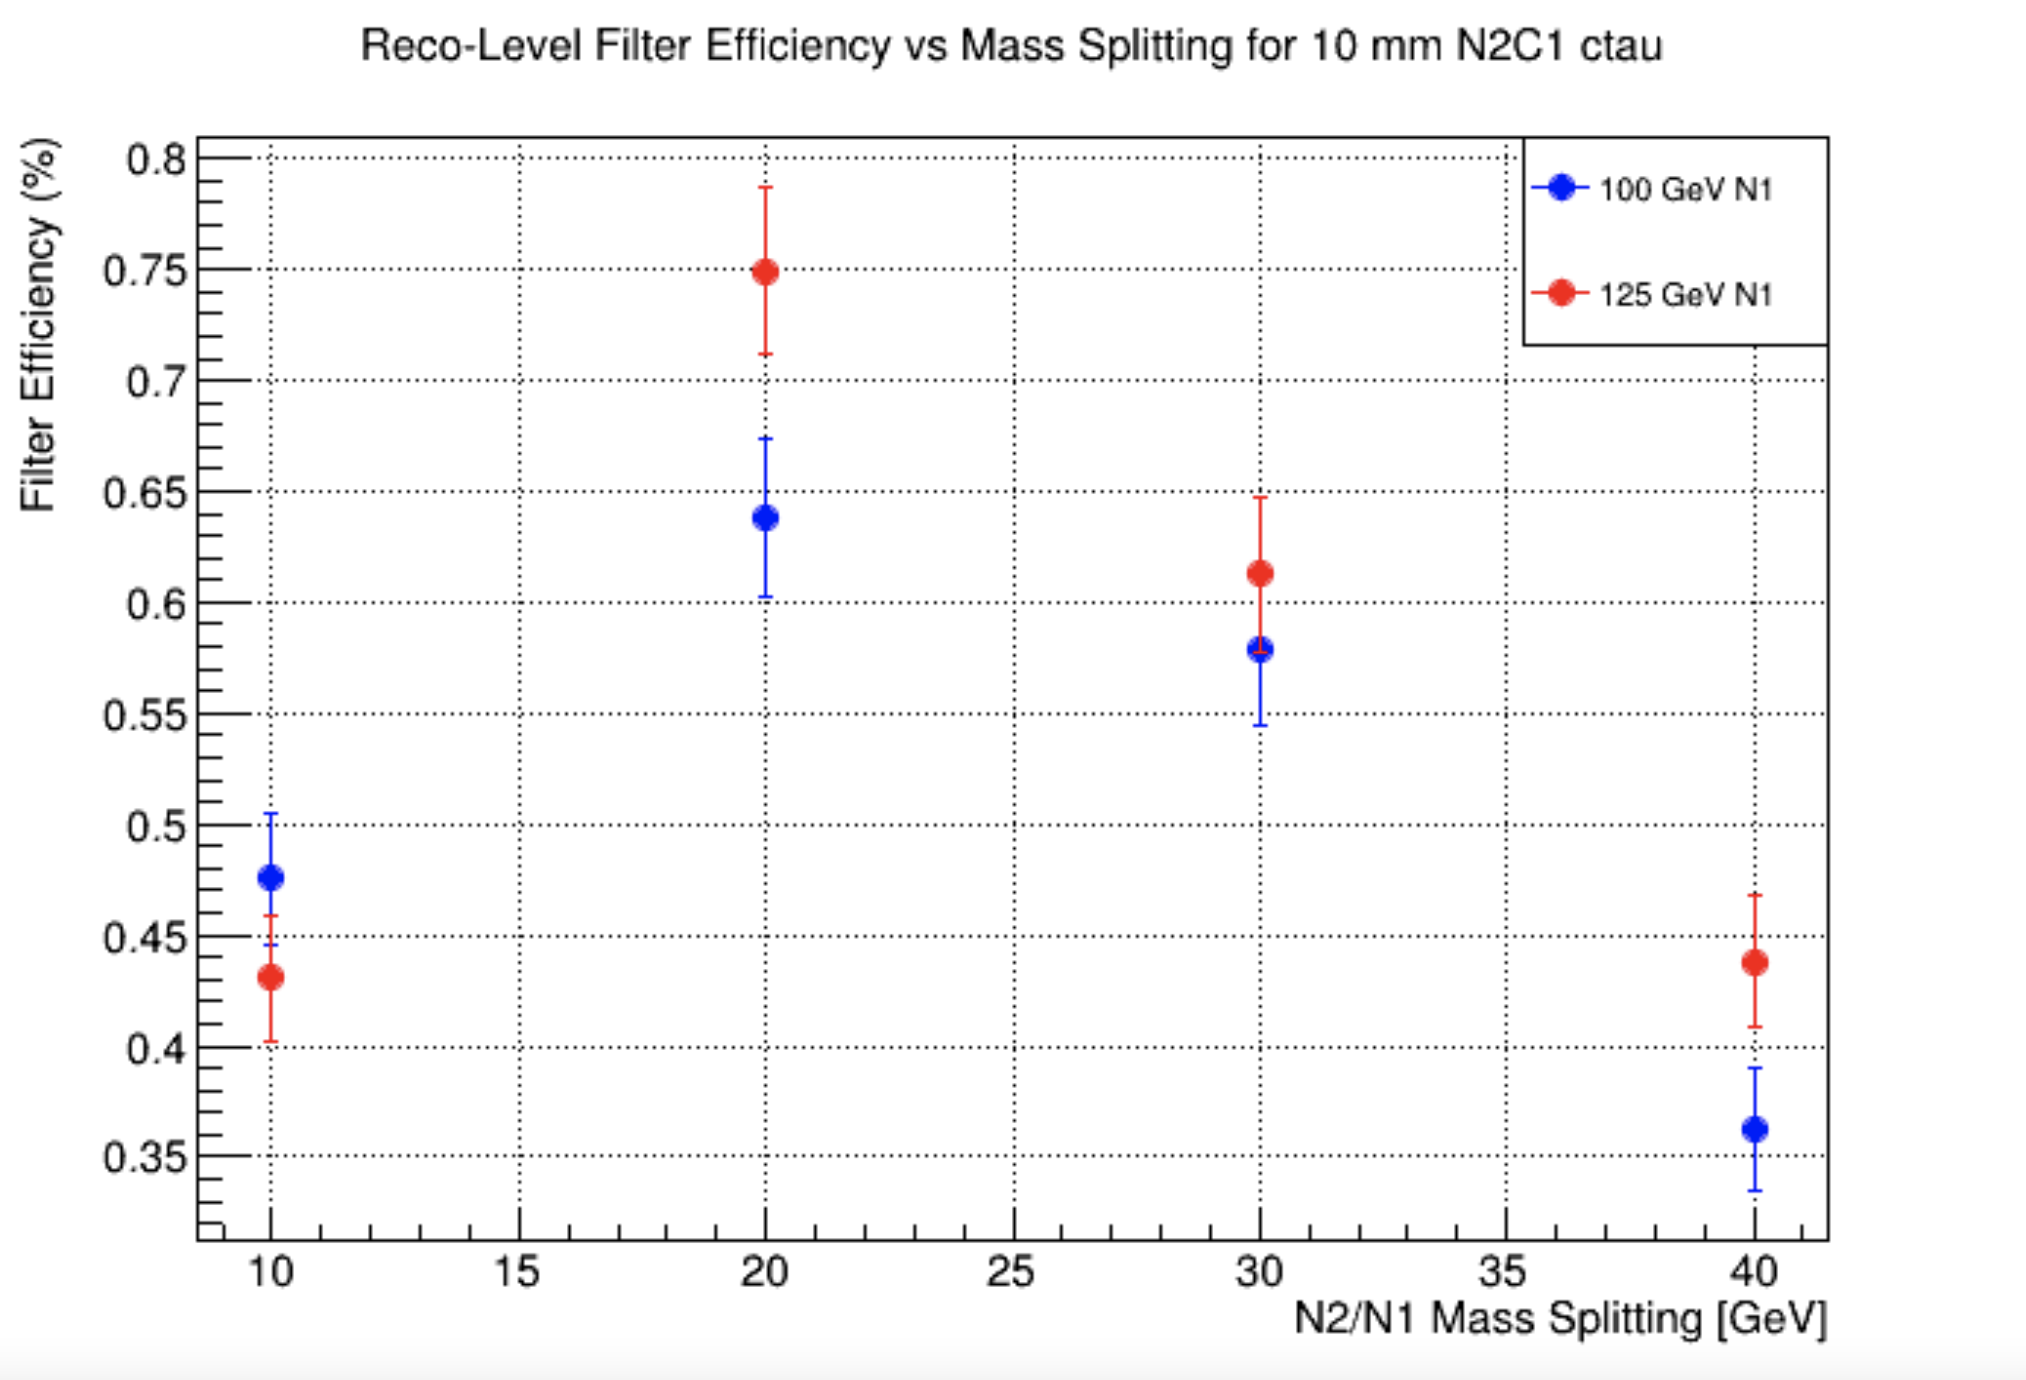 Reco-Level Filter Efficiency vs Mass Splitting for 10 mm N2C1 ctau
Filter Efficiency (%)
0.8
0.75
0.7
0.65
0.6
0.55
0.5
0.45
0.4
0.35
100 GeV N1
125 GeV N1
10 15 20 25 30 35 40
N2/N1 Mass Splitting [GeV]